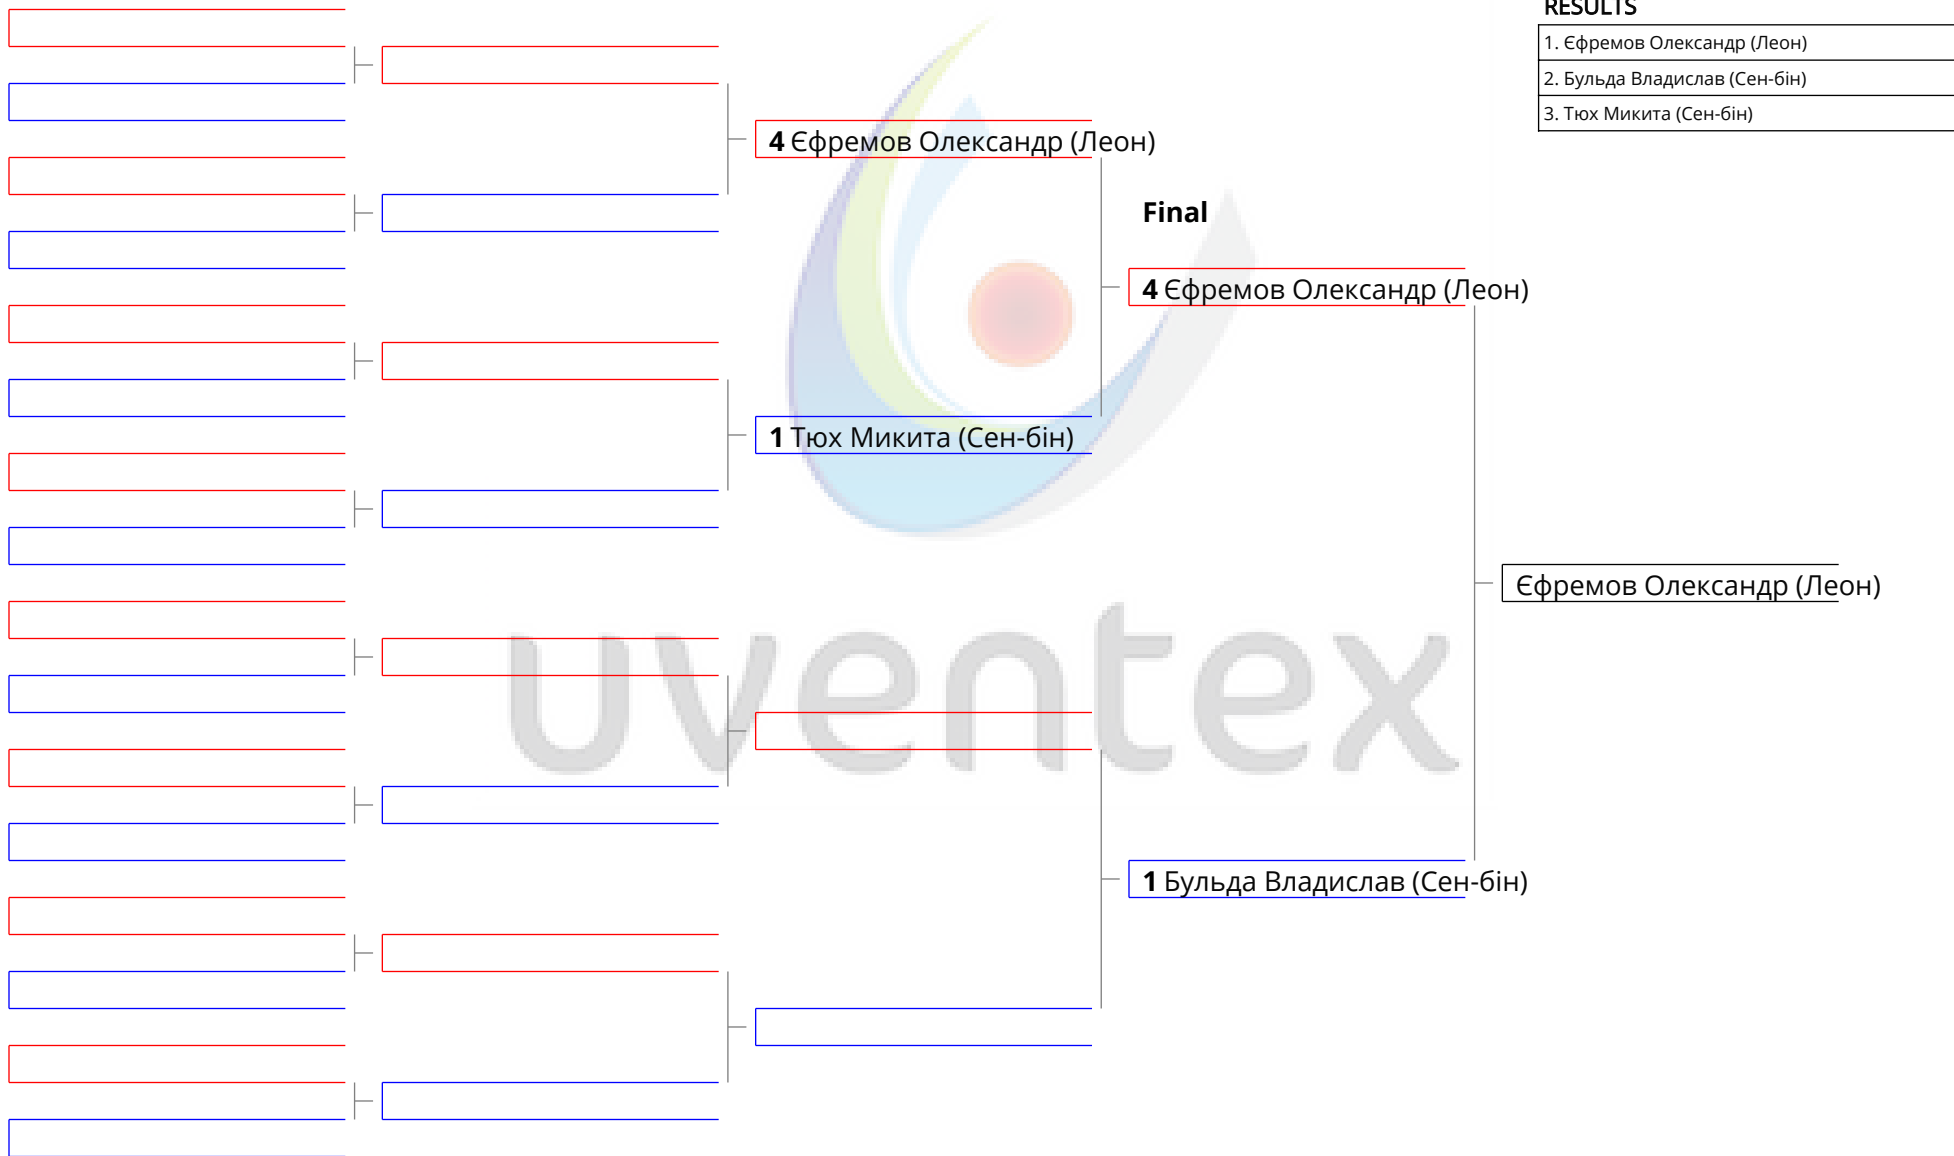 RESULTS
1. Єфремов Олександр (Леон)
2. Бульда Владислав (Сен-бін)
3. Тюх Микита (Сен-бін)
4 Єфремов Олександр (Леон)
Final
4 Єфремов Олександр (Леон)
1 Тюх Микита (Сен-бін)
Єфремов Олександр (Леон)
uventex
1 Бульда Владислав (Сен-бін)